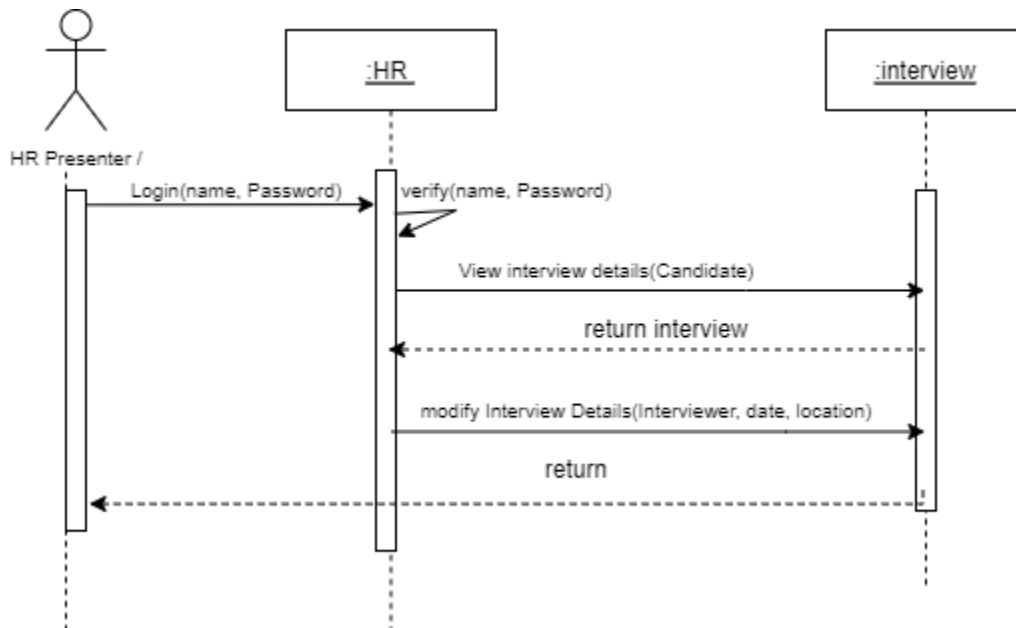 :HR
:interview
HR Presenter /
Login(name, Password)
verify(name, Password)
View interview details(Candidate)
return interview
modify Interview Details(Interviewer, date, location)
return